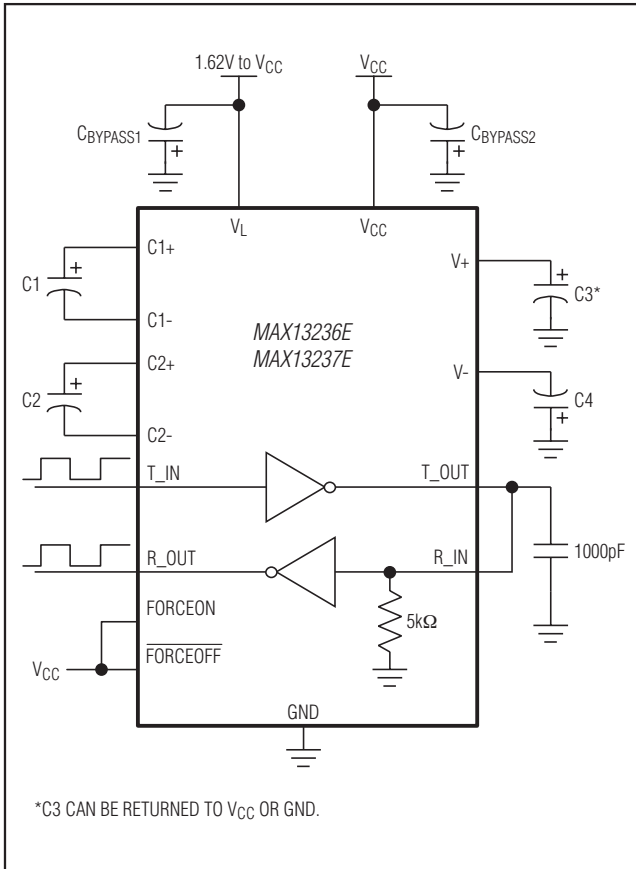 1.62V to VCC
VCC
CBYPASS1
+
CBYPASS2
+
VL
VCC
C1+
C1
+
C1-
V+
+
C3*
MAX13236E
MAX13237E
C2+
C2
+
C2-
V-
C4
+
T_IN
T_OUT
R_OUT
R_IN
1000pF
5kΩ
FORCEON
FORCEOFF
VCC
GND
*C3 CAN BE RETURNED TO VCC OR GND.